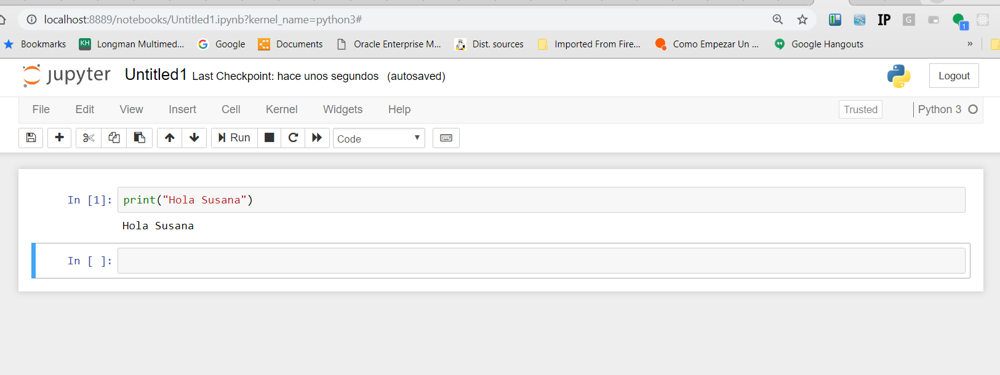 localhost:8889/notebooks/Untitled1.ipynb?kernel_name=python3#
IP G 1
Bookmarks KH Longman Multimed... Google Documents Oracle Enterprise M... Dist. sources Imported From Fire... Como Empezar Un ... Google Hangouts »
jupyter Untitled1 Last Checkpoint: hace unos segundos (autosaved) Logout
File Edit View Insert Cell Kernel Widgets Help Trusted Python 3
Run Code
In [1]: print("Hola Susana")
Hola Susana
In [ ]: